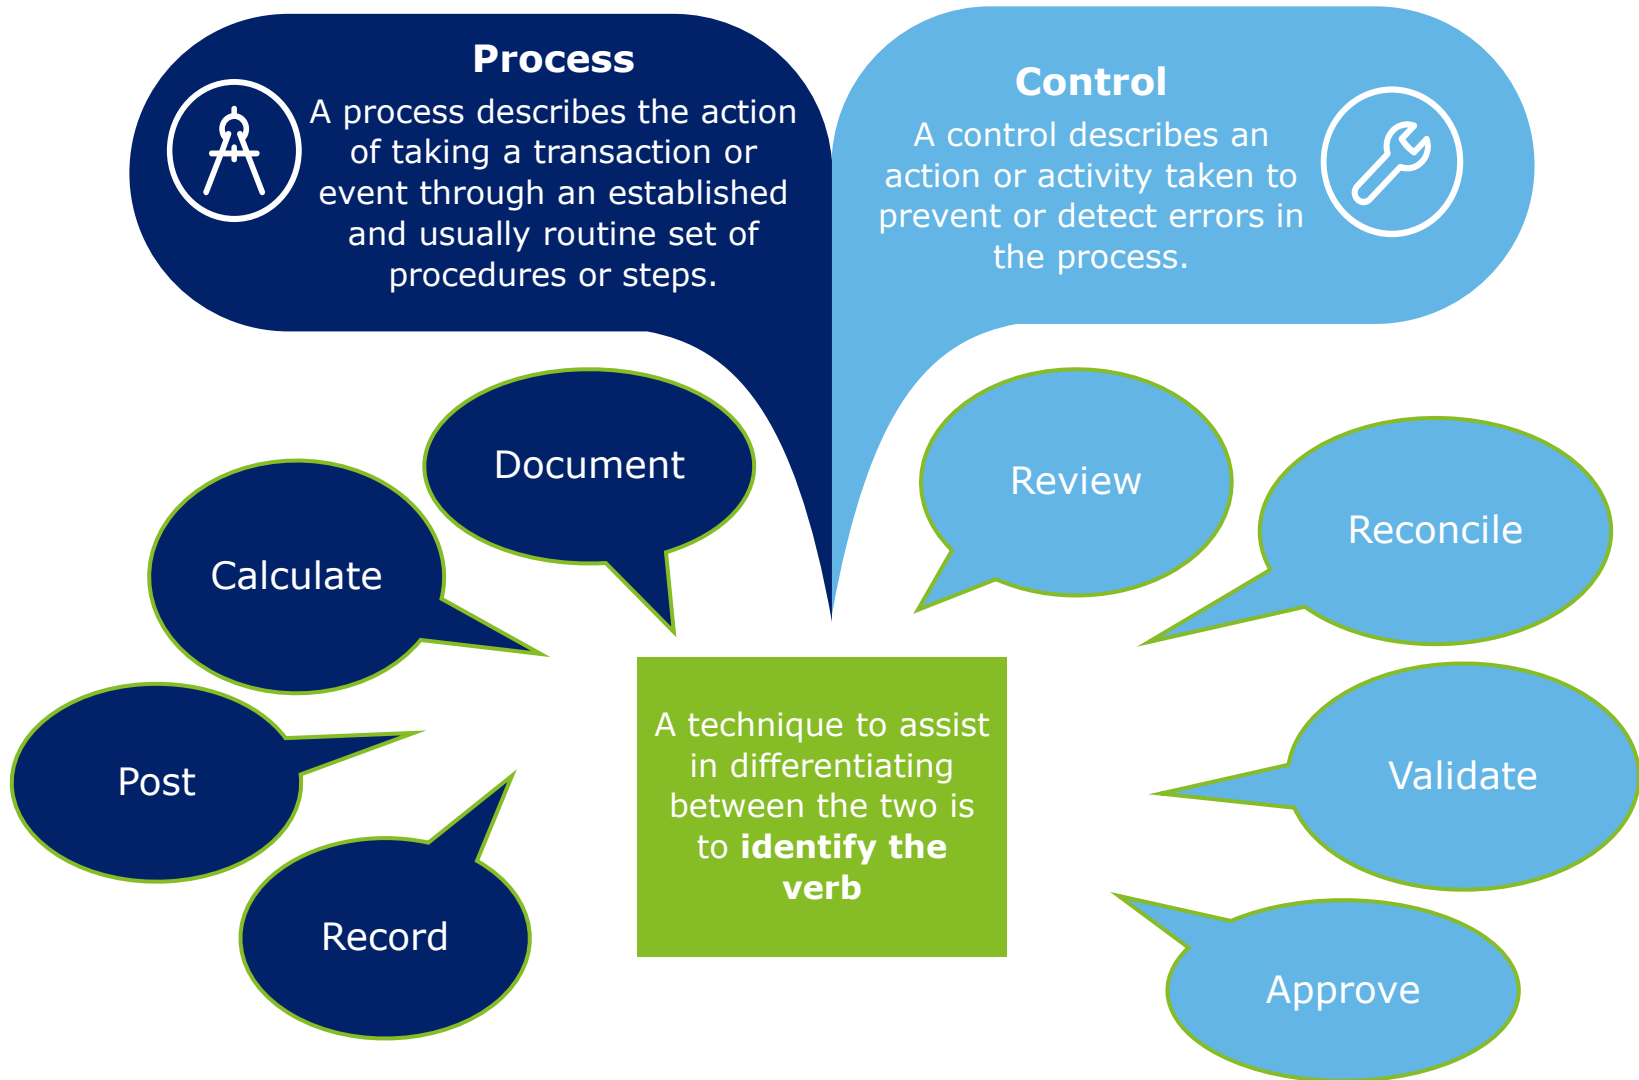 Process
A process describes the action
of taking a transaction or
event through an established
and usually routine set of
procedures or steps.
Control
A control describes an
action or activity taken to
prevent or detect errors in
the process.
Document
Calculate
Post
Record
Review
Reconcile
Validate
Approve
A technique to assist
in differentiating
between the two is
to identify the
verb